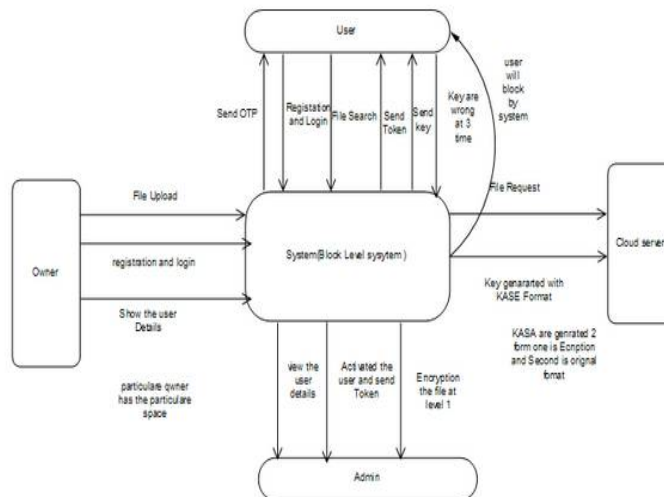 User
user
will
block
by
system
Send OTP
Registation
and Login
File Search
Send
Token
Send
key
Key are
wrong
at 3
time
File Upload
File Request
System(Block Level sysytem )
Owner
Cloud server
registration and login
Key genararted with
KASE Format
Show the user
Details
KASA are genrated 2
form one is Ecnption
and Second is orignal
fomat
particulare owner
has the particulare
space
view the
user
details
Activated the
user and send
Token
Encryption
the file at
level 1
Admin